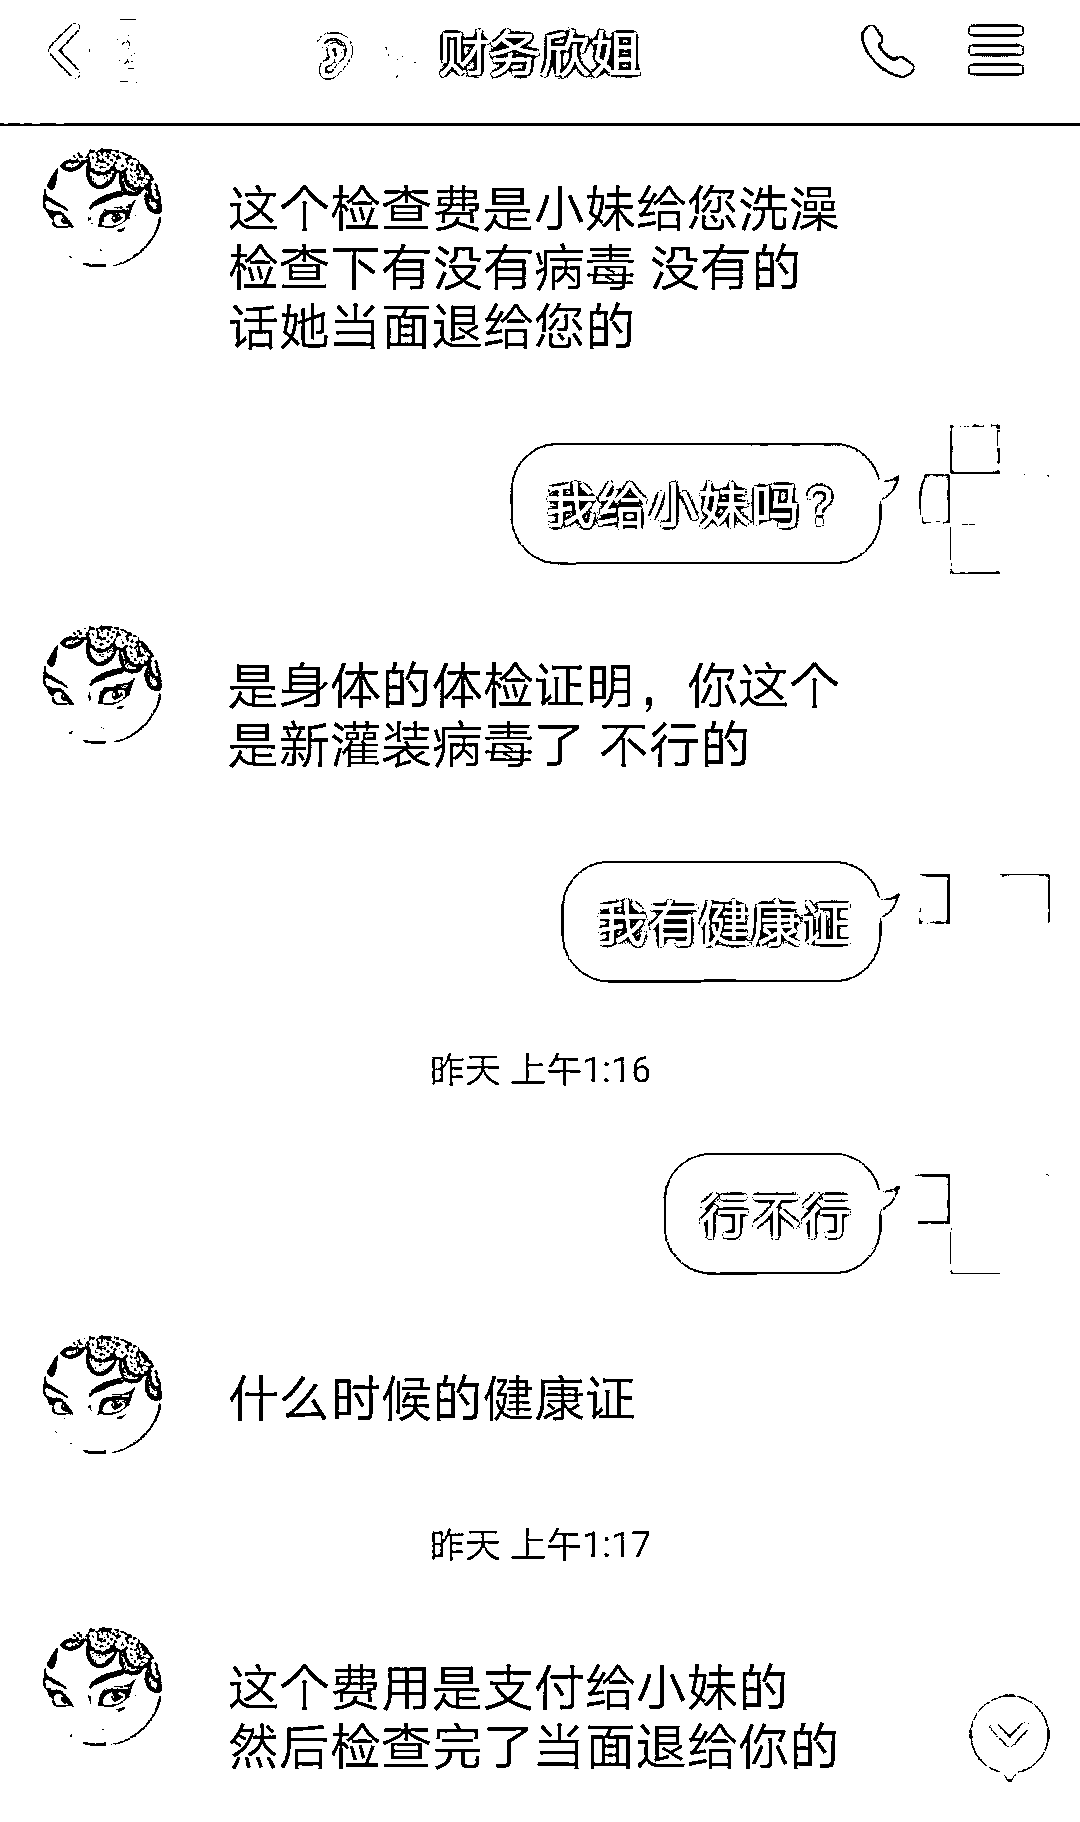 财务欣姐
这个检查费是小妹给您洗澡
检查下有没有病毒 没有的
话她当面退给您的
我给小妹吗？
是身体的体检证明，你这个
是新灌装病毒了 不行的
我有健康证
昨天 上午1:16
行不行
什么时候的健康证
昨天 上午1:17
这个费用是支付给小妹的
然后检查完了当面退给你的